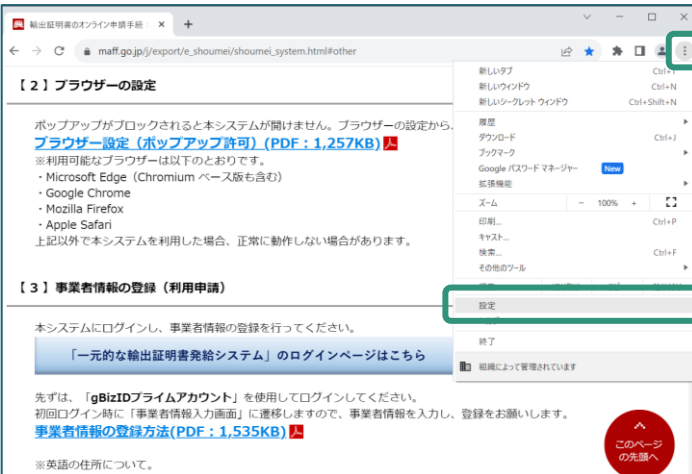 輸出証明書のオンライン申請手続
maff.go.jp/j/export/e_shoumei/shoumei_system.html#other
【2】ブラウザーの設定
ポップアップがブロックされると本システムが開けません。ブラウザーの設定から、
ブラウザー設定（ポップアップ許可）(PDF：1,257KB)
※利用可能なブラウザーは以下のとおりです。
・Microsoft Edge（Chromium ベース版も含む）
・Google Chrome
・Mozilla Firefox
・Apple Safari
上記以外で本システムを利用した場合、正常に動作しない場合があります。
【3】事業者情報の登録（利用申請）
本システムにログインし、事業者情報の登録を行ってください。
「一元的な輸出証明書発給システム」のログインページはこちら
先ずは、「gBizIDプライムアカウント」を使用してログインしてください。
初回ログイン時に「事業者情報入力画面」に遷移しますので、事業者情報を入力し、登録をお願いします。
事業者情報の登録方法(PDF：1,535KB)
※英語の住所について。
新しいタブ Ctrl+T
新しいウィンドウ Ctrl+N
新しいシークレット ウィンドウ Ctrl+Shift+N
履歴
ダウンロード Ctrl+J
ブックマーク
Google パスワード マネージャー New
拡張機能
ズーム － 100% +
印刷... Ctrl+P
キャスト...
検索... Ctrl+F
その他のツール
設定
終了
組織によって管理されています
このページ
の先頭へ